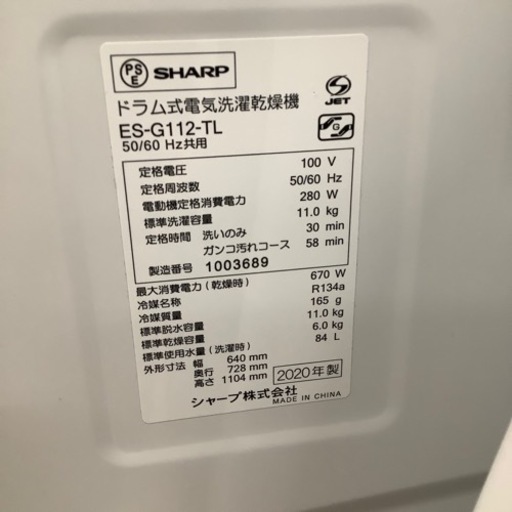 PSE SHARP
JET
ドラム式電気洗濯乾燥機
ES-G112-TL
50/60 Hz共用
G
定格電圧 100 V
定格周波数 50/60 Hz
電動機定格消費電力 280 W
標準洗濯容量 11.0 kg
定格時間 洗いのみ 30 min
ガンコ汚れコース 58 min
製造番号 1003689
最大消費電力(乾燥時) 670 W
冷媒名称 R134a
冷媒質量 165 g
標準脱水容量 11.0 kg
標準乾燥容量 6.0 kg
標準使用水量(洗濯時) 84 L
外形寸法 幅 640 mm
奥行 728 mm
高さ 1104 mm
2020年製
シャープ株式会社
MADE IN CHINA